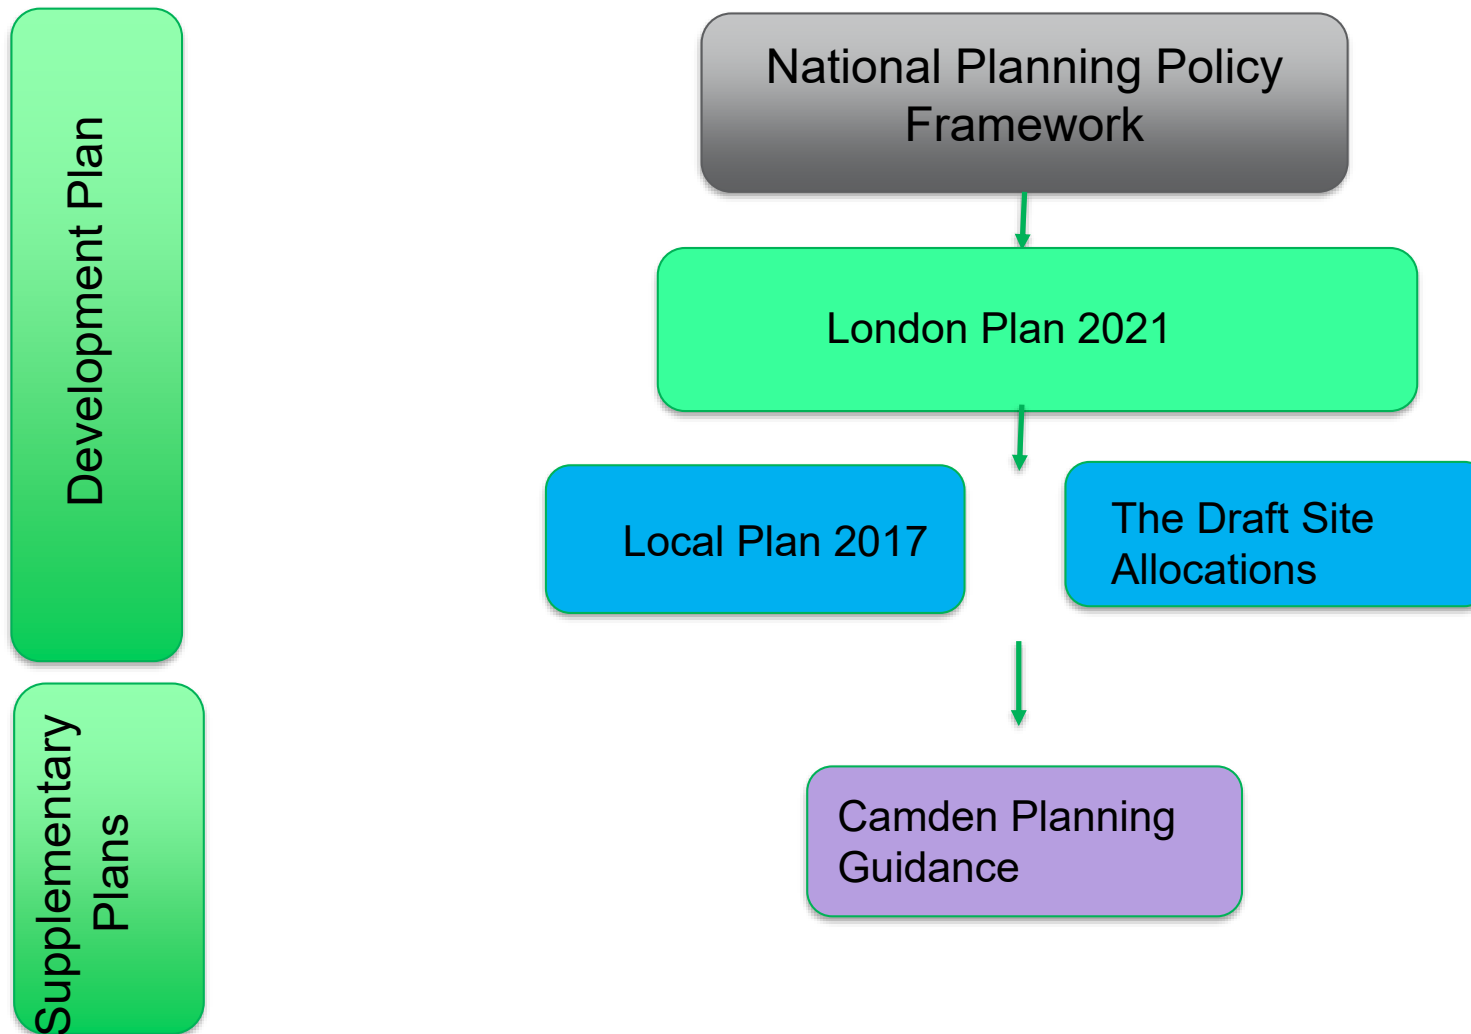 Development Plan
National Planning Policy
Framework
London Plan 2021
Local Plan 2017
The Draft Site
Allocations
Supplementary
Plans
Camden Planning
Guidance